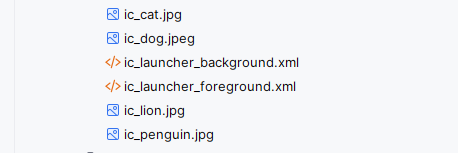 ic_cat.jpg
ic_dog.jpeg
ic_launcher_background.xml
ic_launcher_foreground.xml
ic_lion.jpg
ic_penguin.jpg